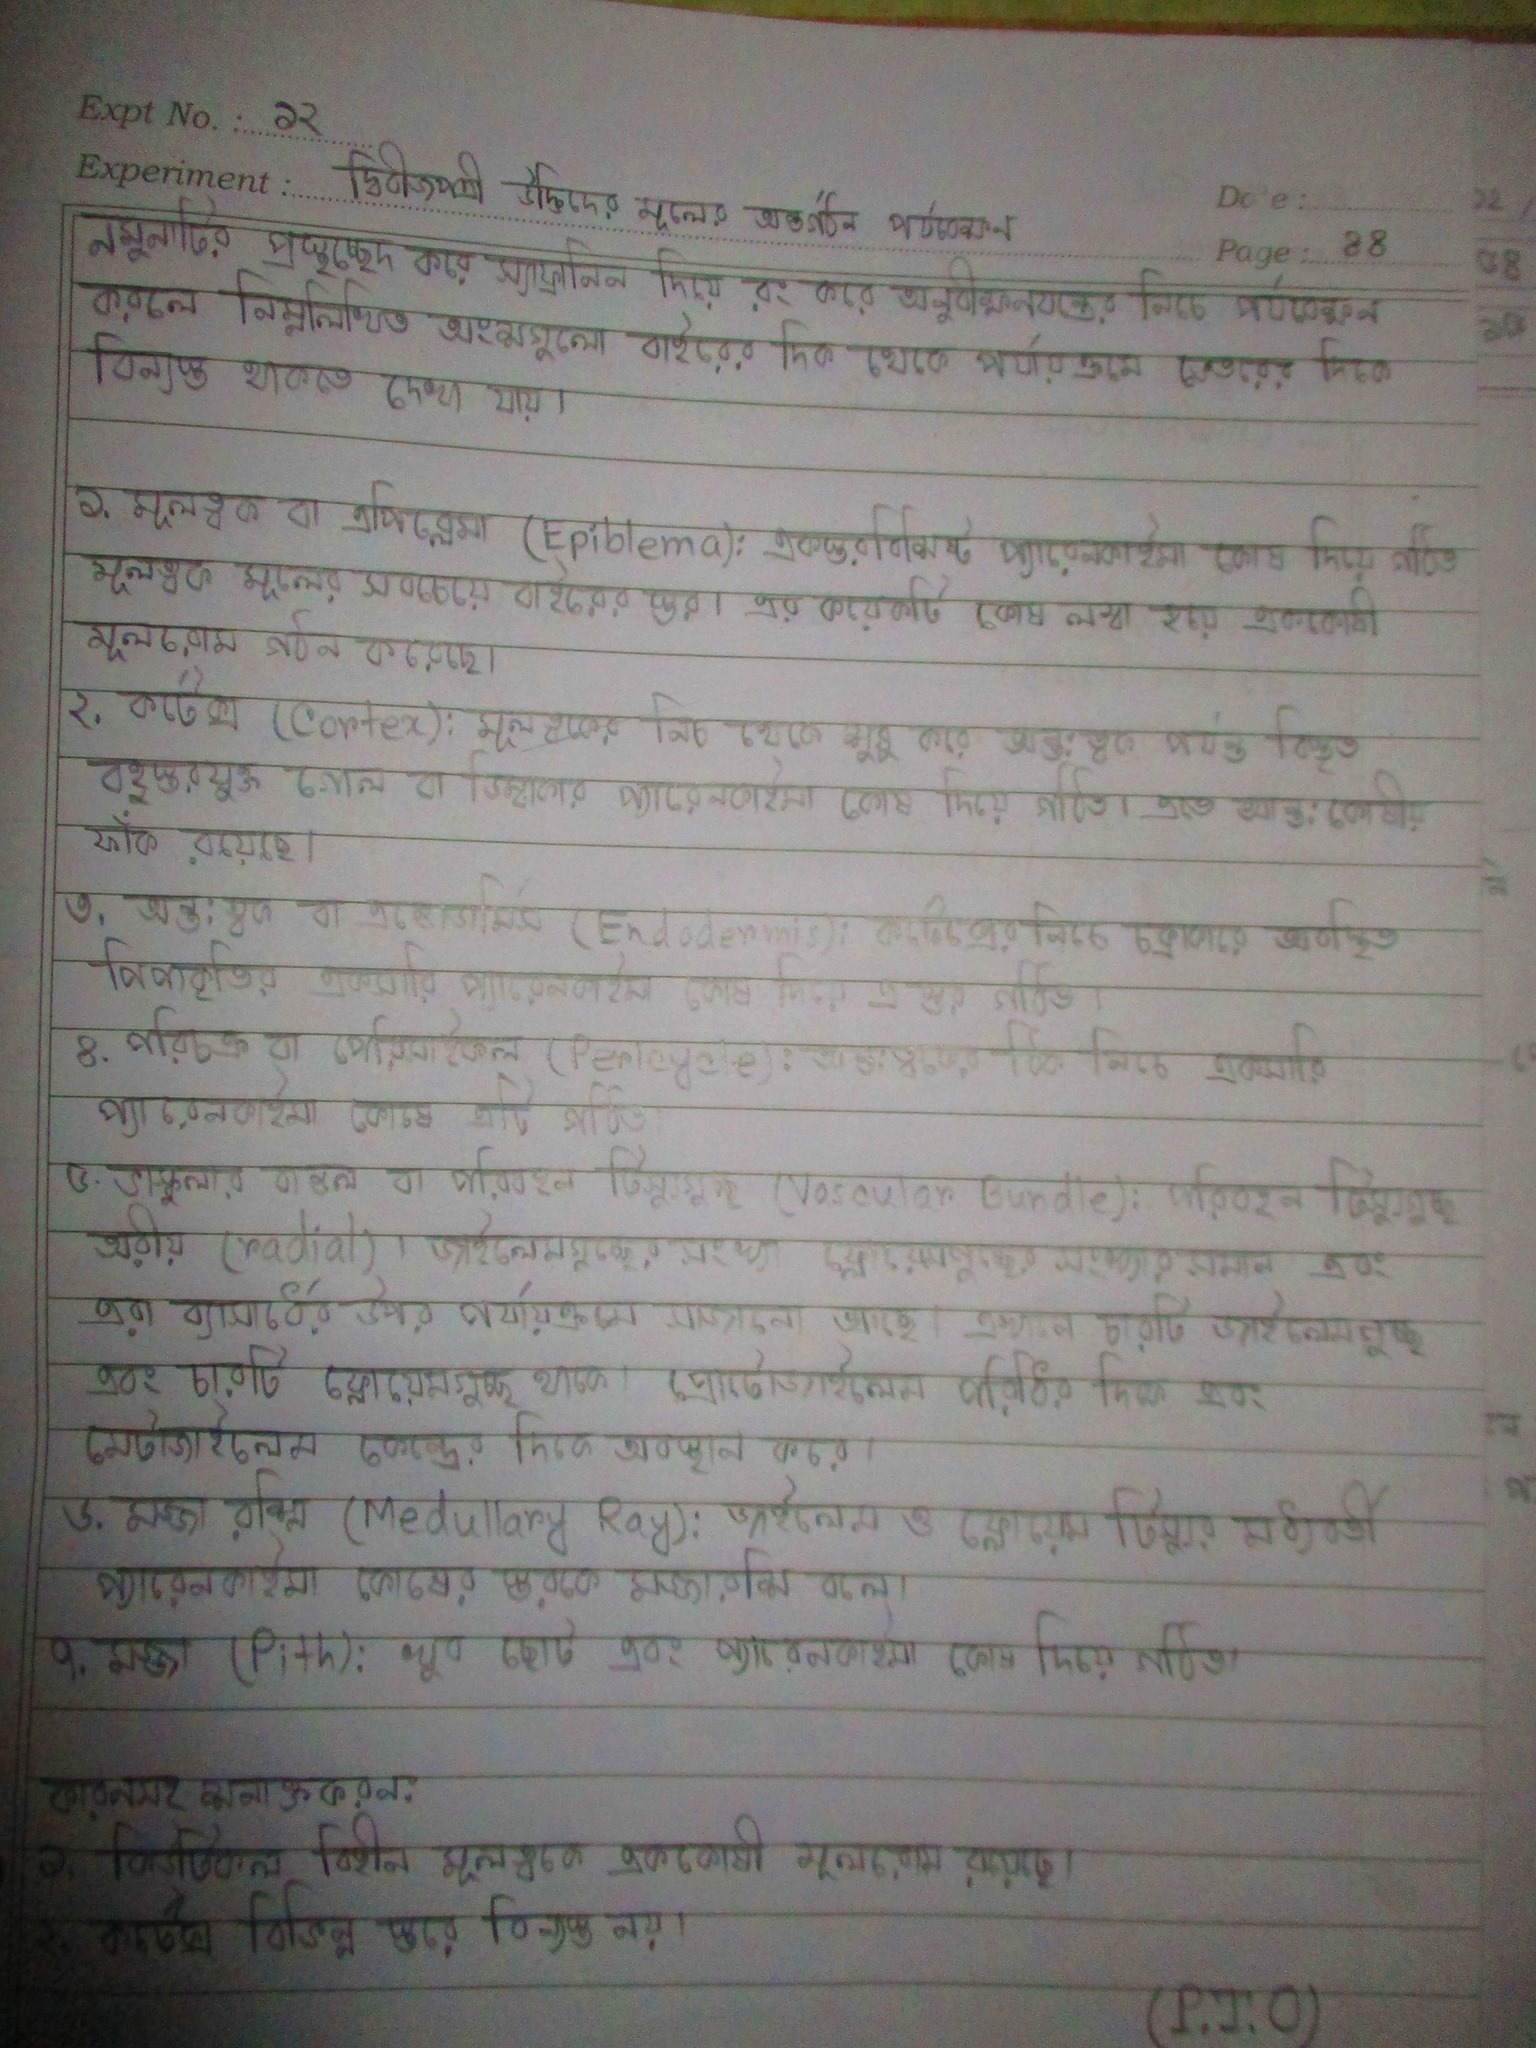 Expt No. : ১২
Experiment : দ্বিবীজপত্রী উদ্ভিদের মূলের অন্তর্গঠন পর্যবেক্ষন
Date :
Page : 44
নমুনাটির প্রস্থচ্ছেদ করে স্যাফ্রানিন দিয়ে রং করে অনুবীক্ষনযন্ত্রের নিচে পর্যবেক্ষন
করলে নিম্নলিখিত অংশগুলো বাইরের দিক থেকে পর্যায়ক্রমে ভেতরের দিকে
বিন্যস্ত থাকতে দেখা যায়।
১. মূলত্বক বা এপিব্লেমা (Epiblema): একস্তরবিশিষ্ট প্যারেনকাইমা কোষ দিয়ে গঠিত
মূলত্বক মূলের সবচেয়ে বাইরের স্তর। এর কয়েকটি কোষ লম্বা হয়ে এককোষী
মূলরোম গঠন করেছে।
২. কর্টেক্স (Cortex): মূলত্বকের নিচ থেকে শুরু করে অন্তঃত্বক পর্যন্ত বিস্তৃত
বহুস্তরযুক্ত গোল বা ডিম্বাকার প্যারেনকাইমা কোষ দিয়ে গঠিত। এতে আন্তঃকোষীয়
ফাঁক রয়েছে।
৩. অন্তঃত্বক বা এন্ডোডার্মিস (Endodermis): কর্টেক্সের নিচে চক্রাকারে অবস্থিত
পিপাকৃতির একসারি প্যারেনকাইমা কোষ দিয়ে এ স্তর গঠিত।
৪. পরিচক্র বা পেরিসাইকল (Pericycle): অন্তঃত্বকের ঠিক নিচে একসারি
প্যারেনকাইমা কোষে এটি গঠিত।
৫. ভাস্কুলার বান্ডল বা পরিবহন টিস্যুগুচ্ছ (Vascular Bundle): পরিবহন টিস্যুগুচ্ছ
অরীয় (radial)। জাইলেমগুচ্ছের সংখ্যা ফ্লোয়েমগুচ্ছের সংখ্যার সমান এবং
এরা ব্যাসার্ধের উপর পর্যায়ক্রমে সাজানো আছে। এখানে চারটি জাইলেমগুচ্ছ
এবং চারটি ফ্লোয়েমগুচ্ছ থাকে। প্রোটোজাইলেম পরিধির দিকে এবং
মেটাজাইলেম কেন্দ্রের দিকে অবস্থান করে।
৬. মজ্জা রশ্মি (Medullary Ray): জাইলেম ও ফ্লোয়েম টিস্যুর মধ্যবর্তী
প্যারেনকাইমা কোষের স্তরকে মজ্জারশ্মি বলে।
৭. মজ্জা (Pith): খুব ছোট এবং প্যারেনকাইমা কোষ দিয়ে গঠিত।
কারনসহ শনাক্তকরন:
১. কিউটিকল বিহীন মূলত্বকে এককোষী মূলরোম রয়েছে।
২. কর্টেক্স বিভিন্ন স্তরে বিন্যস্ত নয়।
(P.T.O)